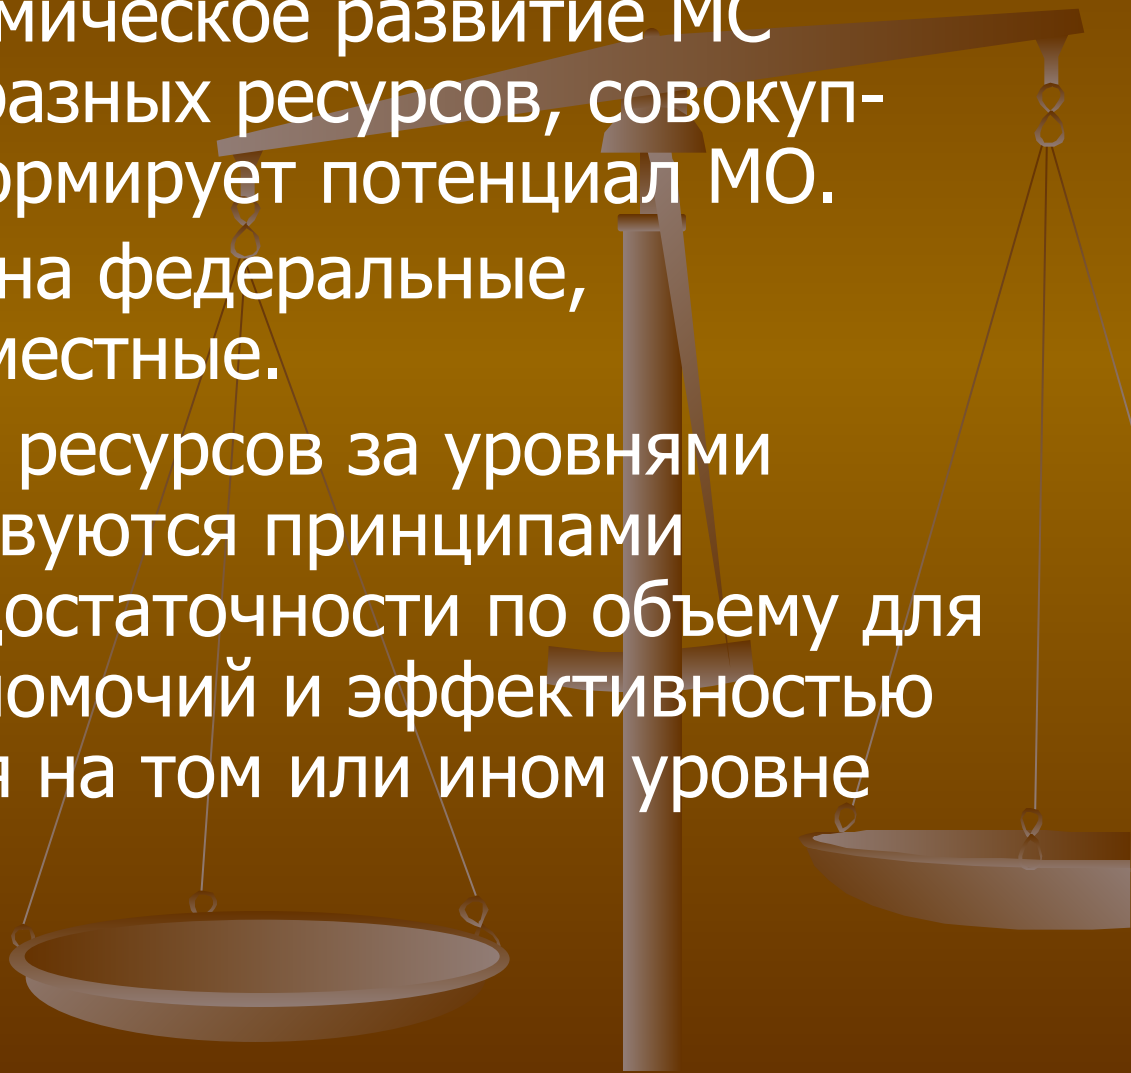 мическое развитие МС
разных ресурсов, совокуп-
ормирует потенциал МО.
на федеральные,
местные.
ресурсов за уровнями
вуются принципами
достаточности по объему для
омочий и эффективностью
я на том или ином уровне